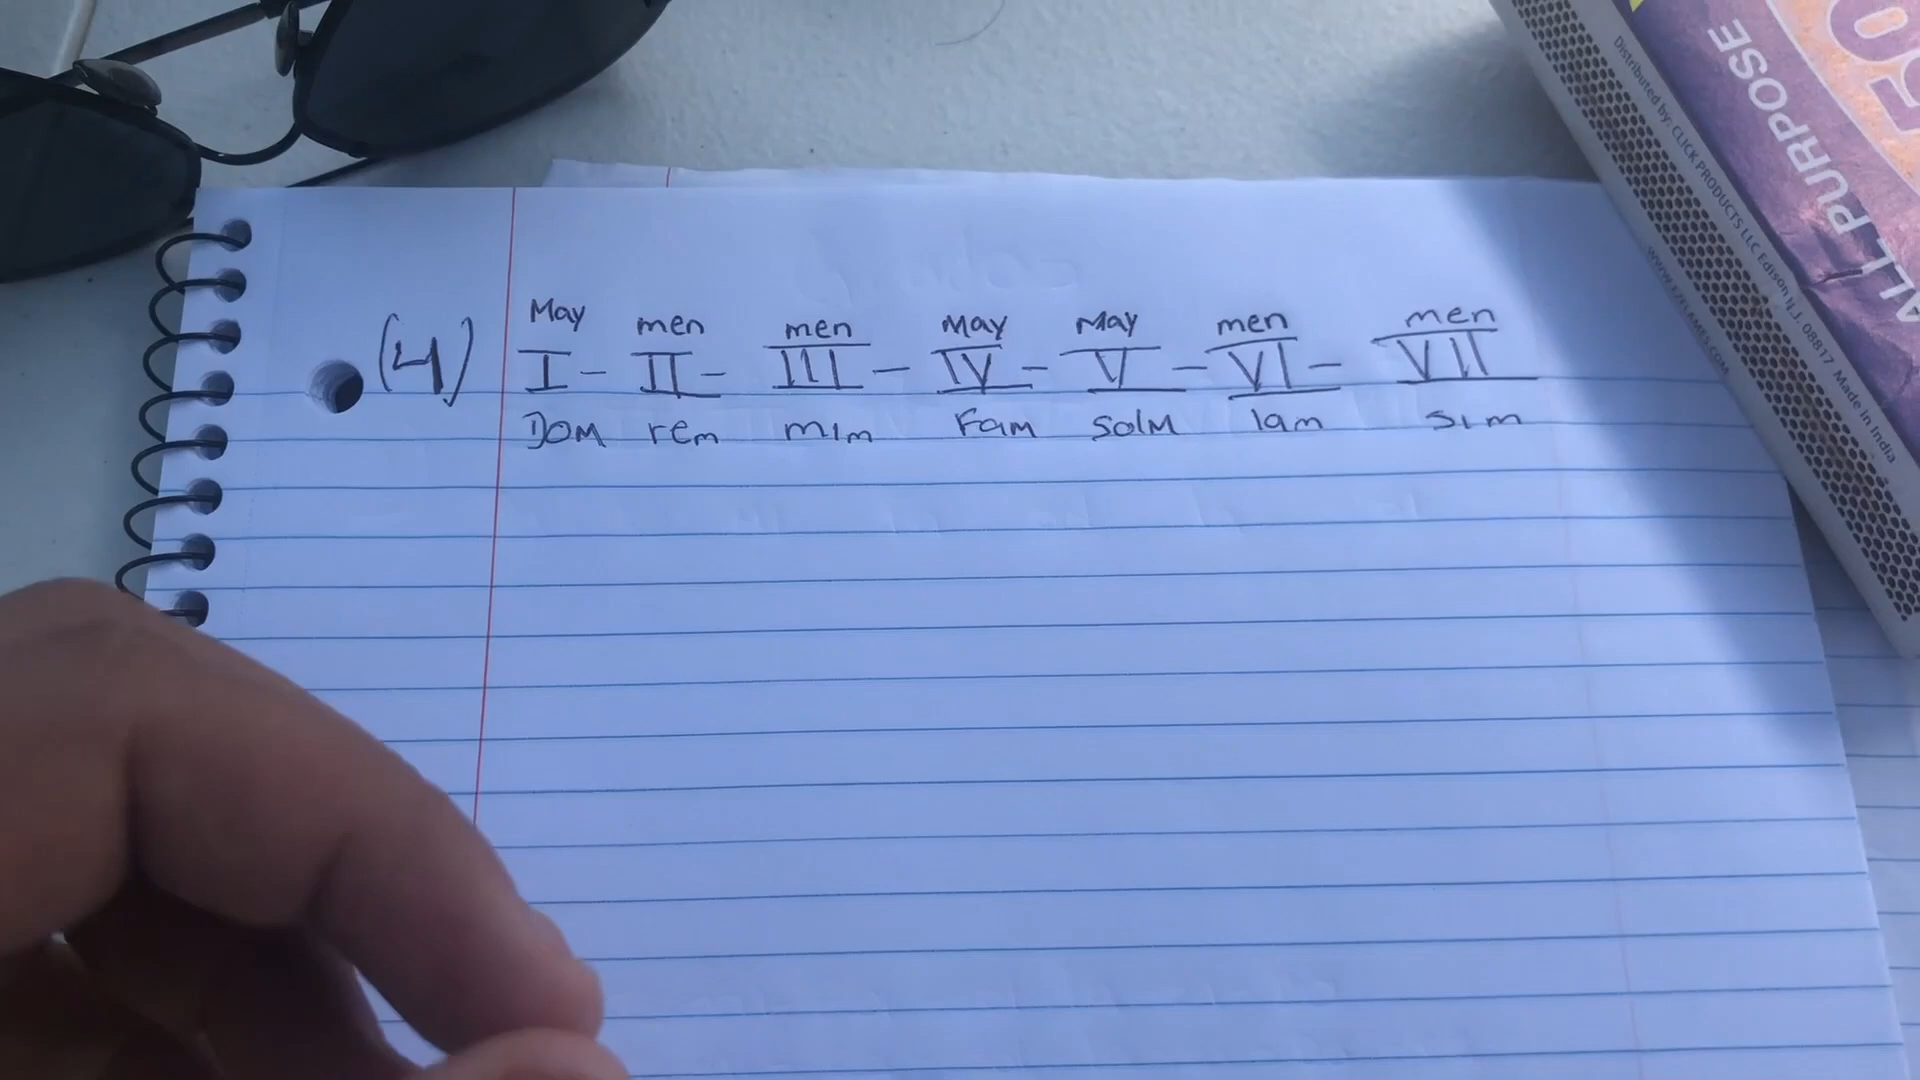 May men men May May men men
(4) I - II - III - IV - V - VI - VII
DOM rem mim Fam solM lam sim
ALL PURPOSE
Distributed by: CLICK PRODUCTS LLC Edison N.J. 08817 Made in India